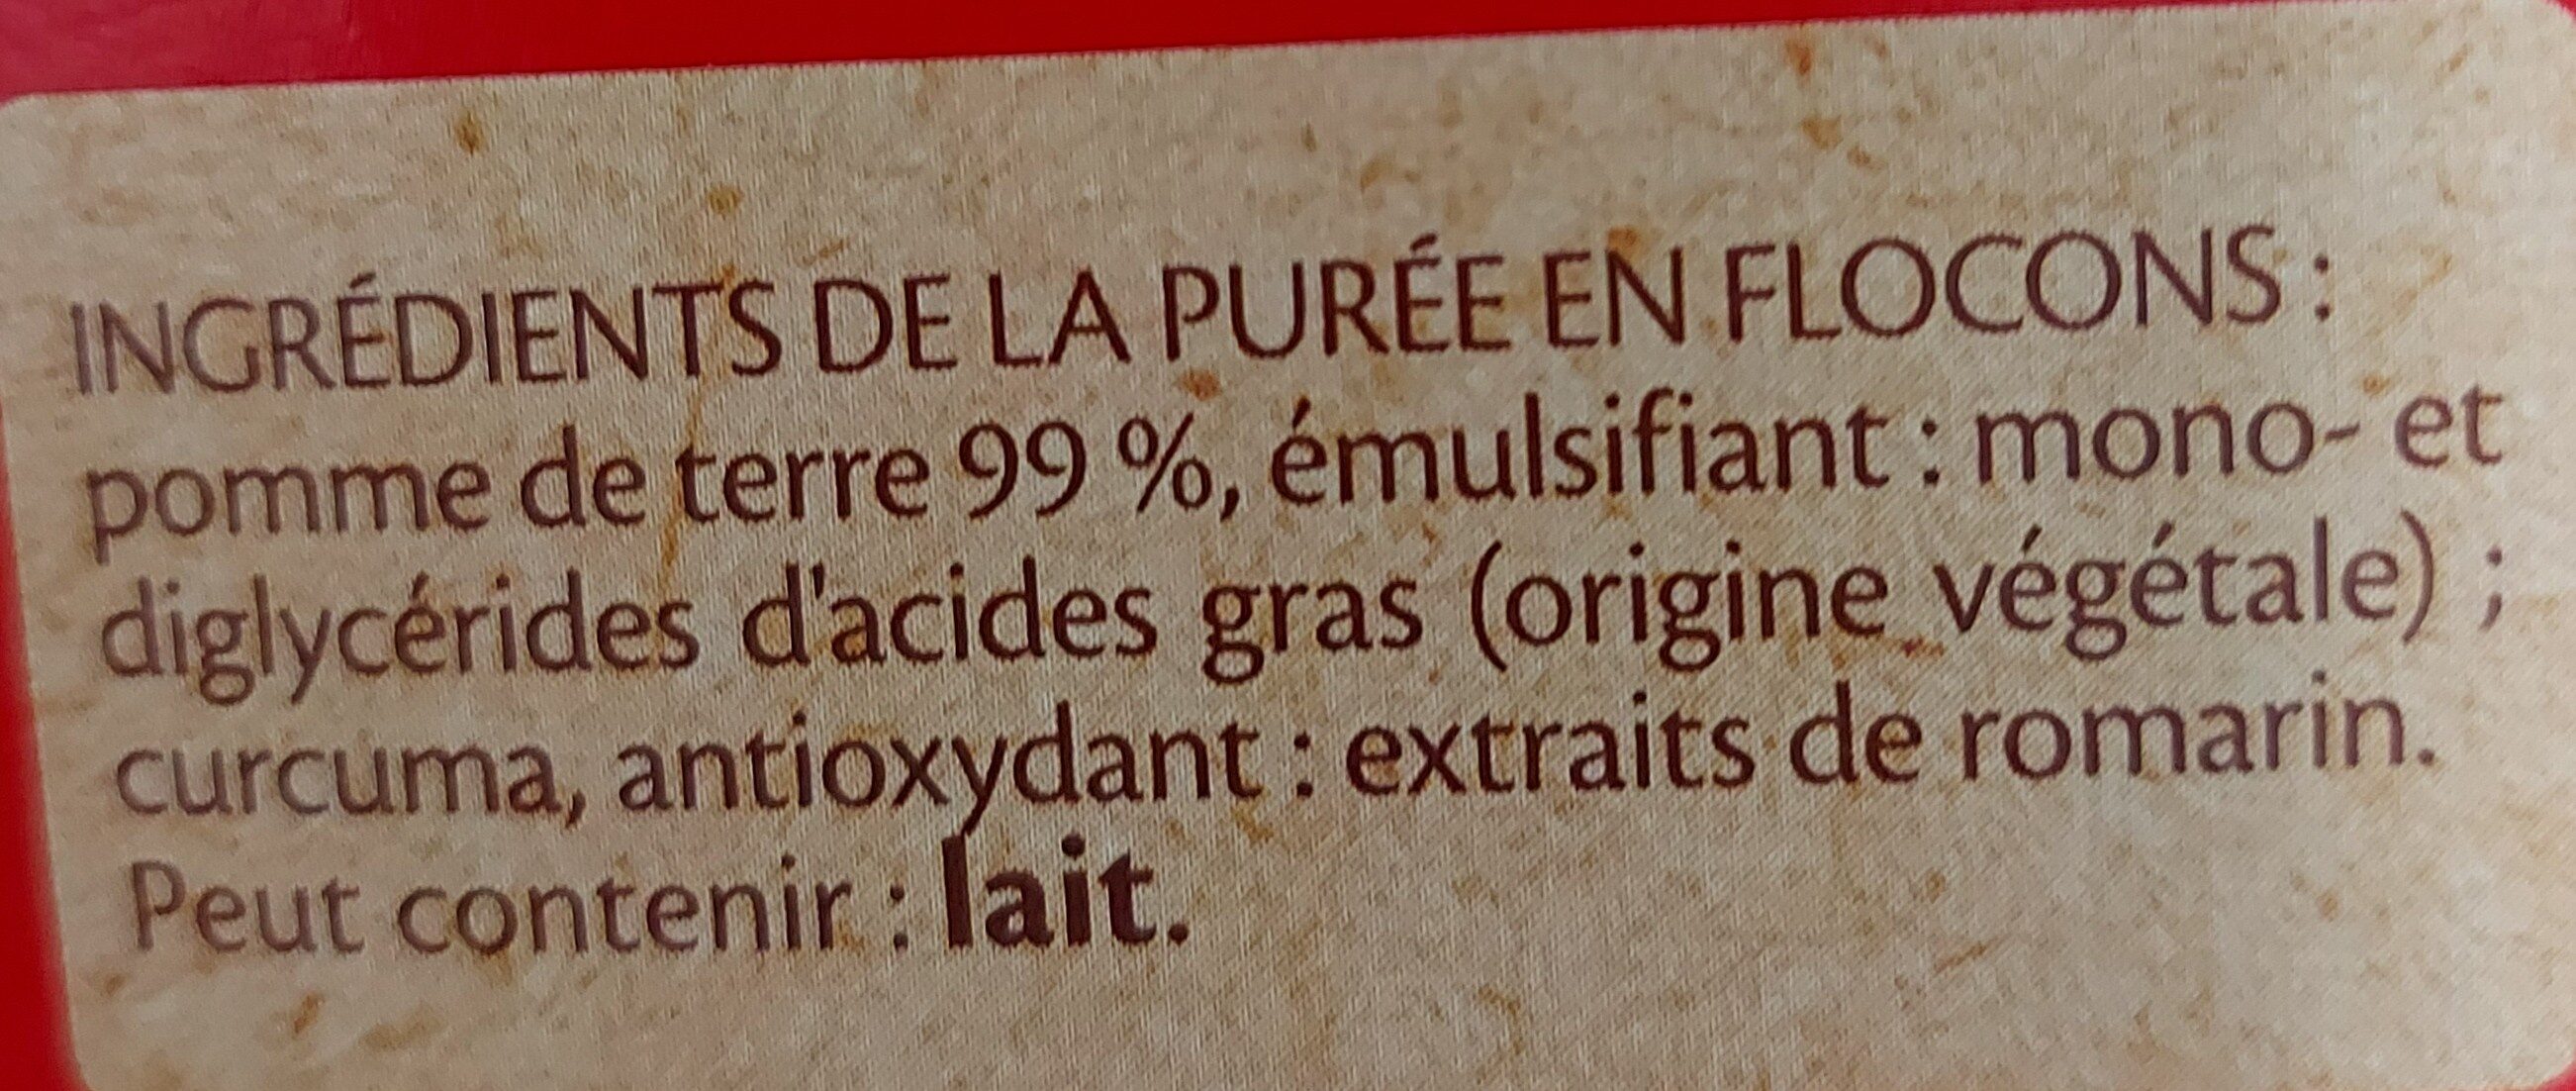 INGRÉDIENTS DE LA PURÉE EN FLOCONS :
pomme de terre 99 %, émulsifiant : mono- et
diglycérides d'acides gras (origine végétale) ;
curcuma, antioxydant : extraits de romarin.
Peut contenir : lait.